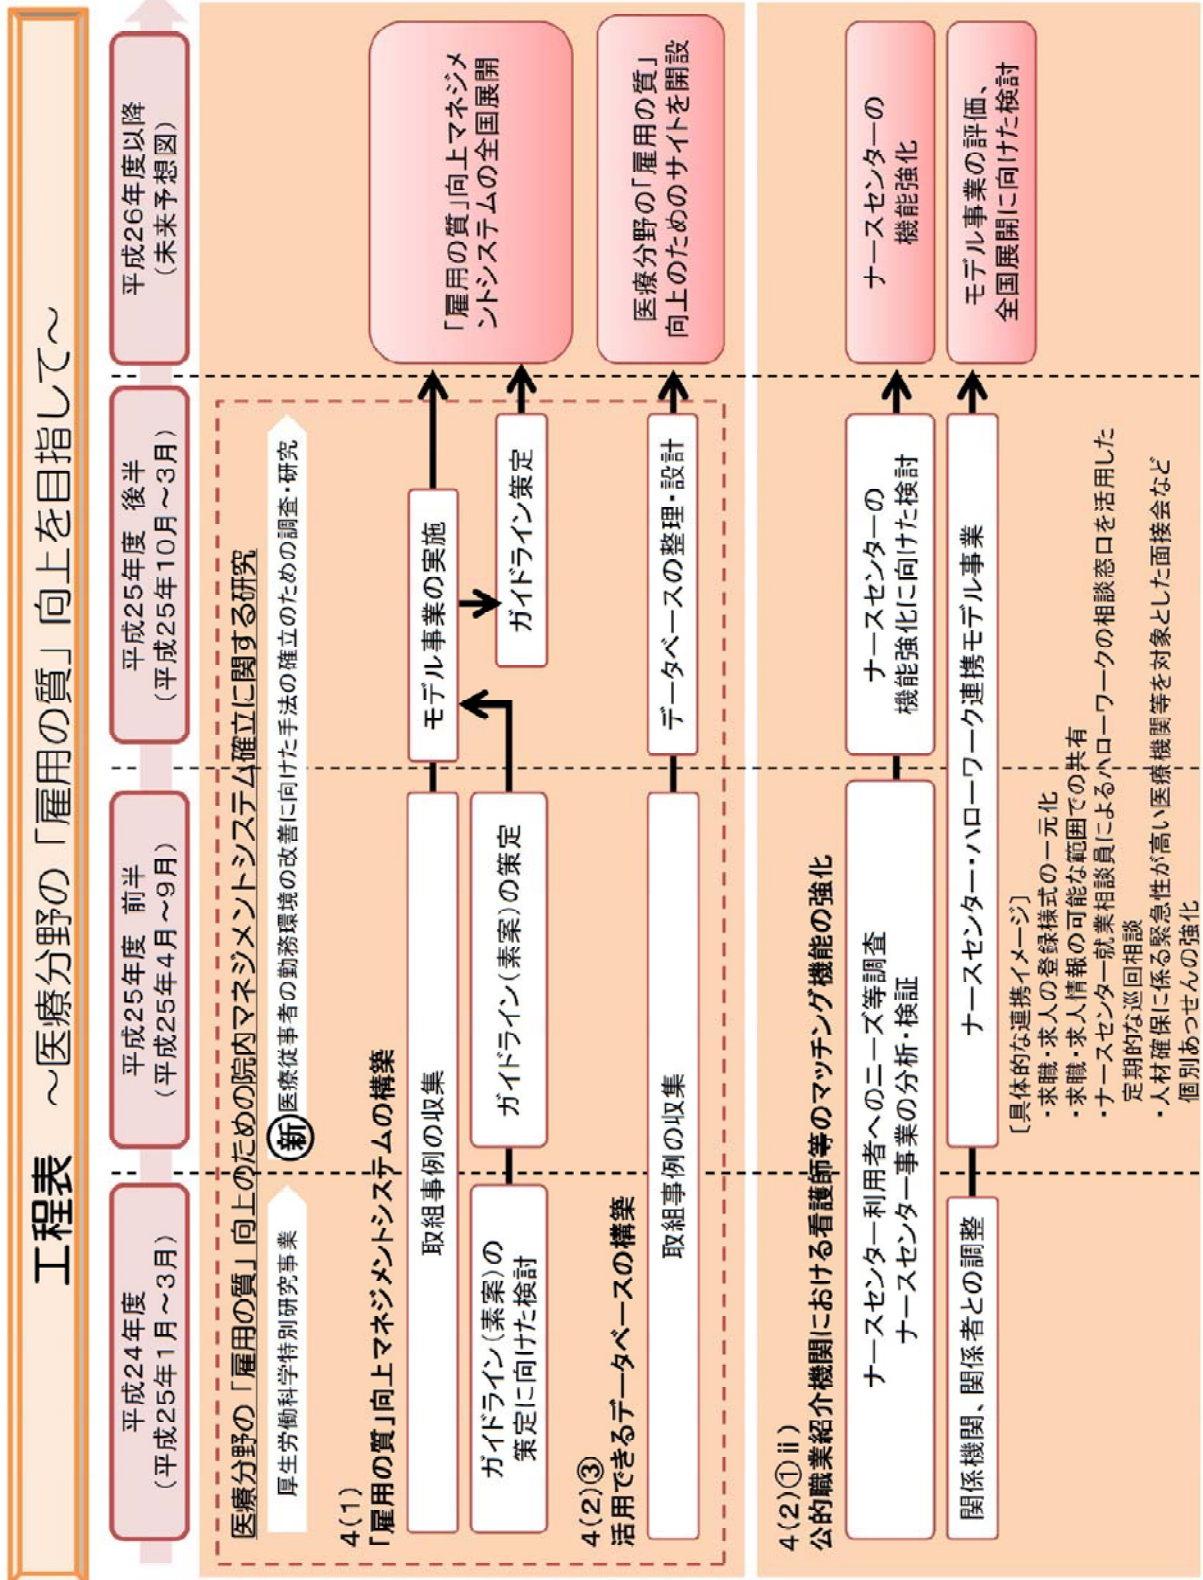 工程表 ～医療分野の「雇用の質」向上を目指して～
平成24年度
(平成25年1月～3月)
平成25年度 前半
(平成25年4月～9月)
平成25年度 後半
(平成25年10月～3月)
平成26年度以降
(未来予想図)
医療分野の「雇用の質」向上のための院内マネジメントシステム確立に関する研究
厚生労働科学特別研究事業
新 医療従事者の勤務環境の改善に向けた手法の確立のための調査・研究
4(1)
「雇用の質」向上マネジメントシステムの構築
取組事例の収集
モデル事業の実施
「雇用の質」向上マネジメ
ントシステムの全国展開
ガイドライン(素案)の
策定に向けた検討
ガイドライン(素案)の策定
ガイドライン策定
4(2)③
活用できるデータベースの構築
取組事例の収集
データベースの整理・設計
医療分野の「雇用の質」
向上のためのサイトを開設
4(2)①ⅱ)
公的職業紹介機関における看護師等のマッチング機能の強化
ナースセンター利用者へのニーズ等調査
ナースセンター事業の分析・検証
ナースセンターの
機能強化に向けた検討
ナースセンターの
機能強化
関係機関、関係者との調整
ナースセンター・ハローワーク連携モデル事業
モデル事業の評価、
全国展開に向けた検討
[具体的な連携イメージ]
・求職・求人の登録様式の一元化
・求職・求人情報の可能な範囲での共有
・ナースセンター就業相談員によるハローワークの相談窓口を活用した
定期的な巡回相談
・人材確保に係る緊急性が高い医療機関等を対象とした面接会など
個別あっせんの強化